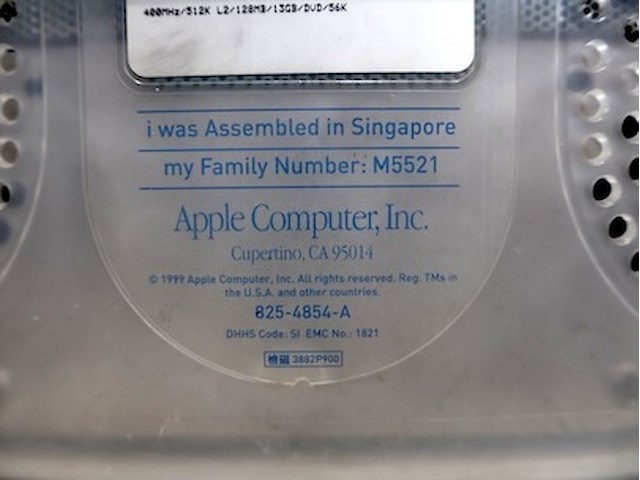 400MHz/512K L2/128MB/13GB/DVD/56K
i was Assembled in Singapore
my Family Number: M5521
Apple Computer, Inc.
Cupertino, CA 95014
© 1999 Apple Computer, Inc. All rights reserved. Reg. TMs in
the U.S.A. and other countries.
825-4854-A
DHHS Code: SI EMC No.: 1821
檢磁 3882P900